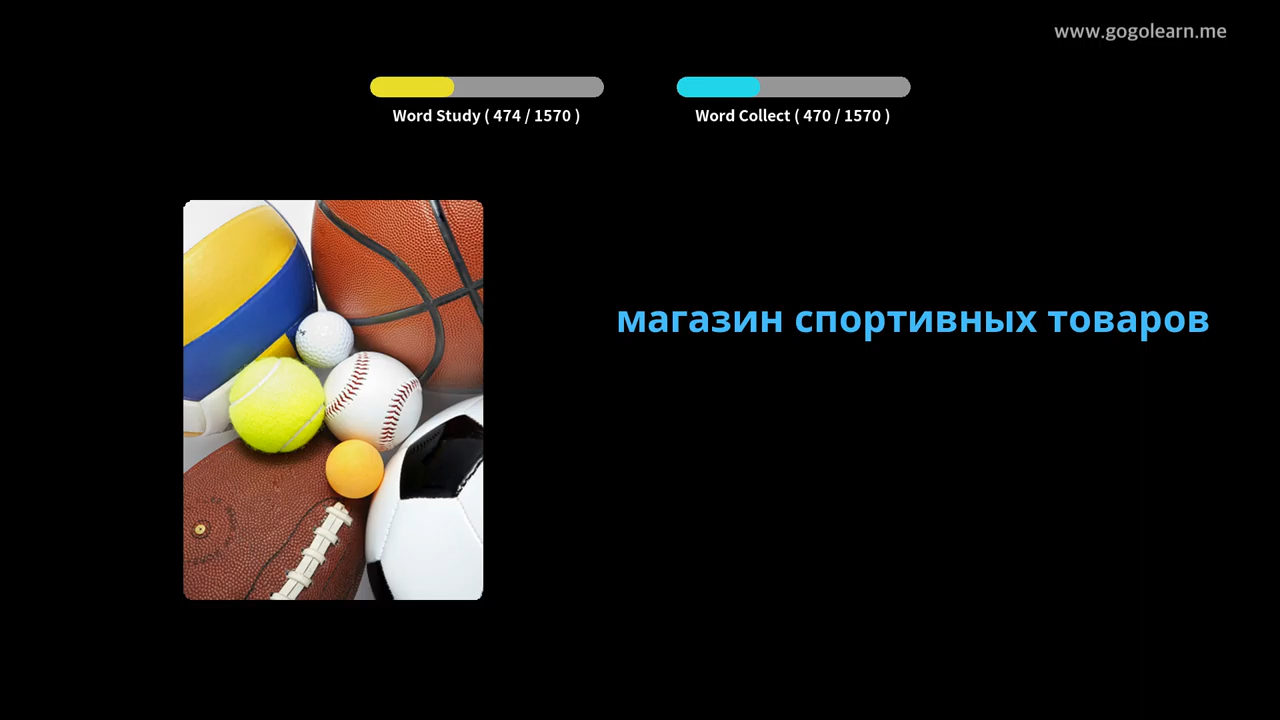 www.gogolearn.me
Word Study ( 474 / 1570 )
Word Collect ( 470 / 1570 )
магазин спортивных товаров